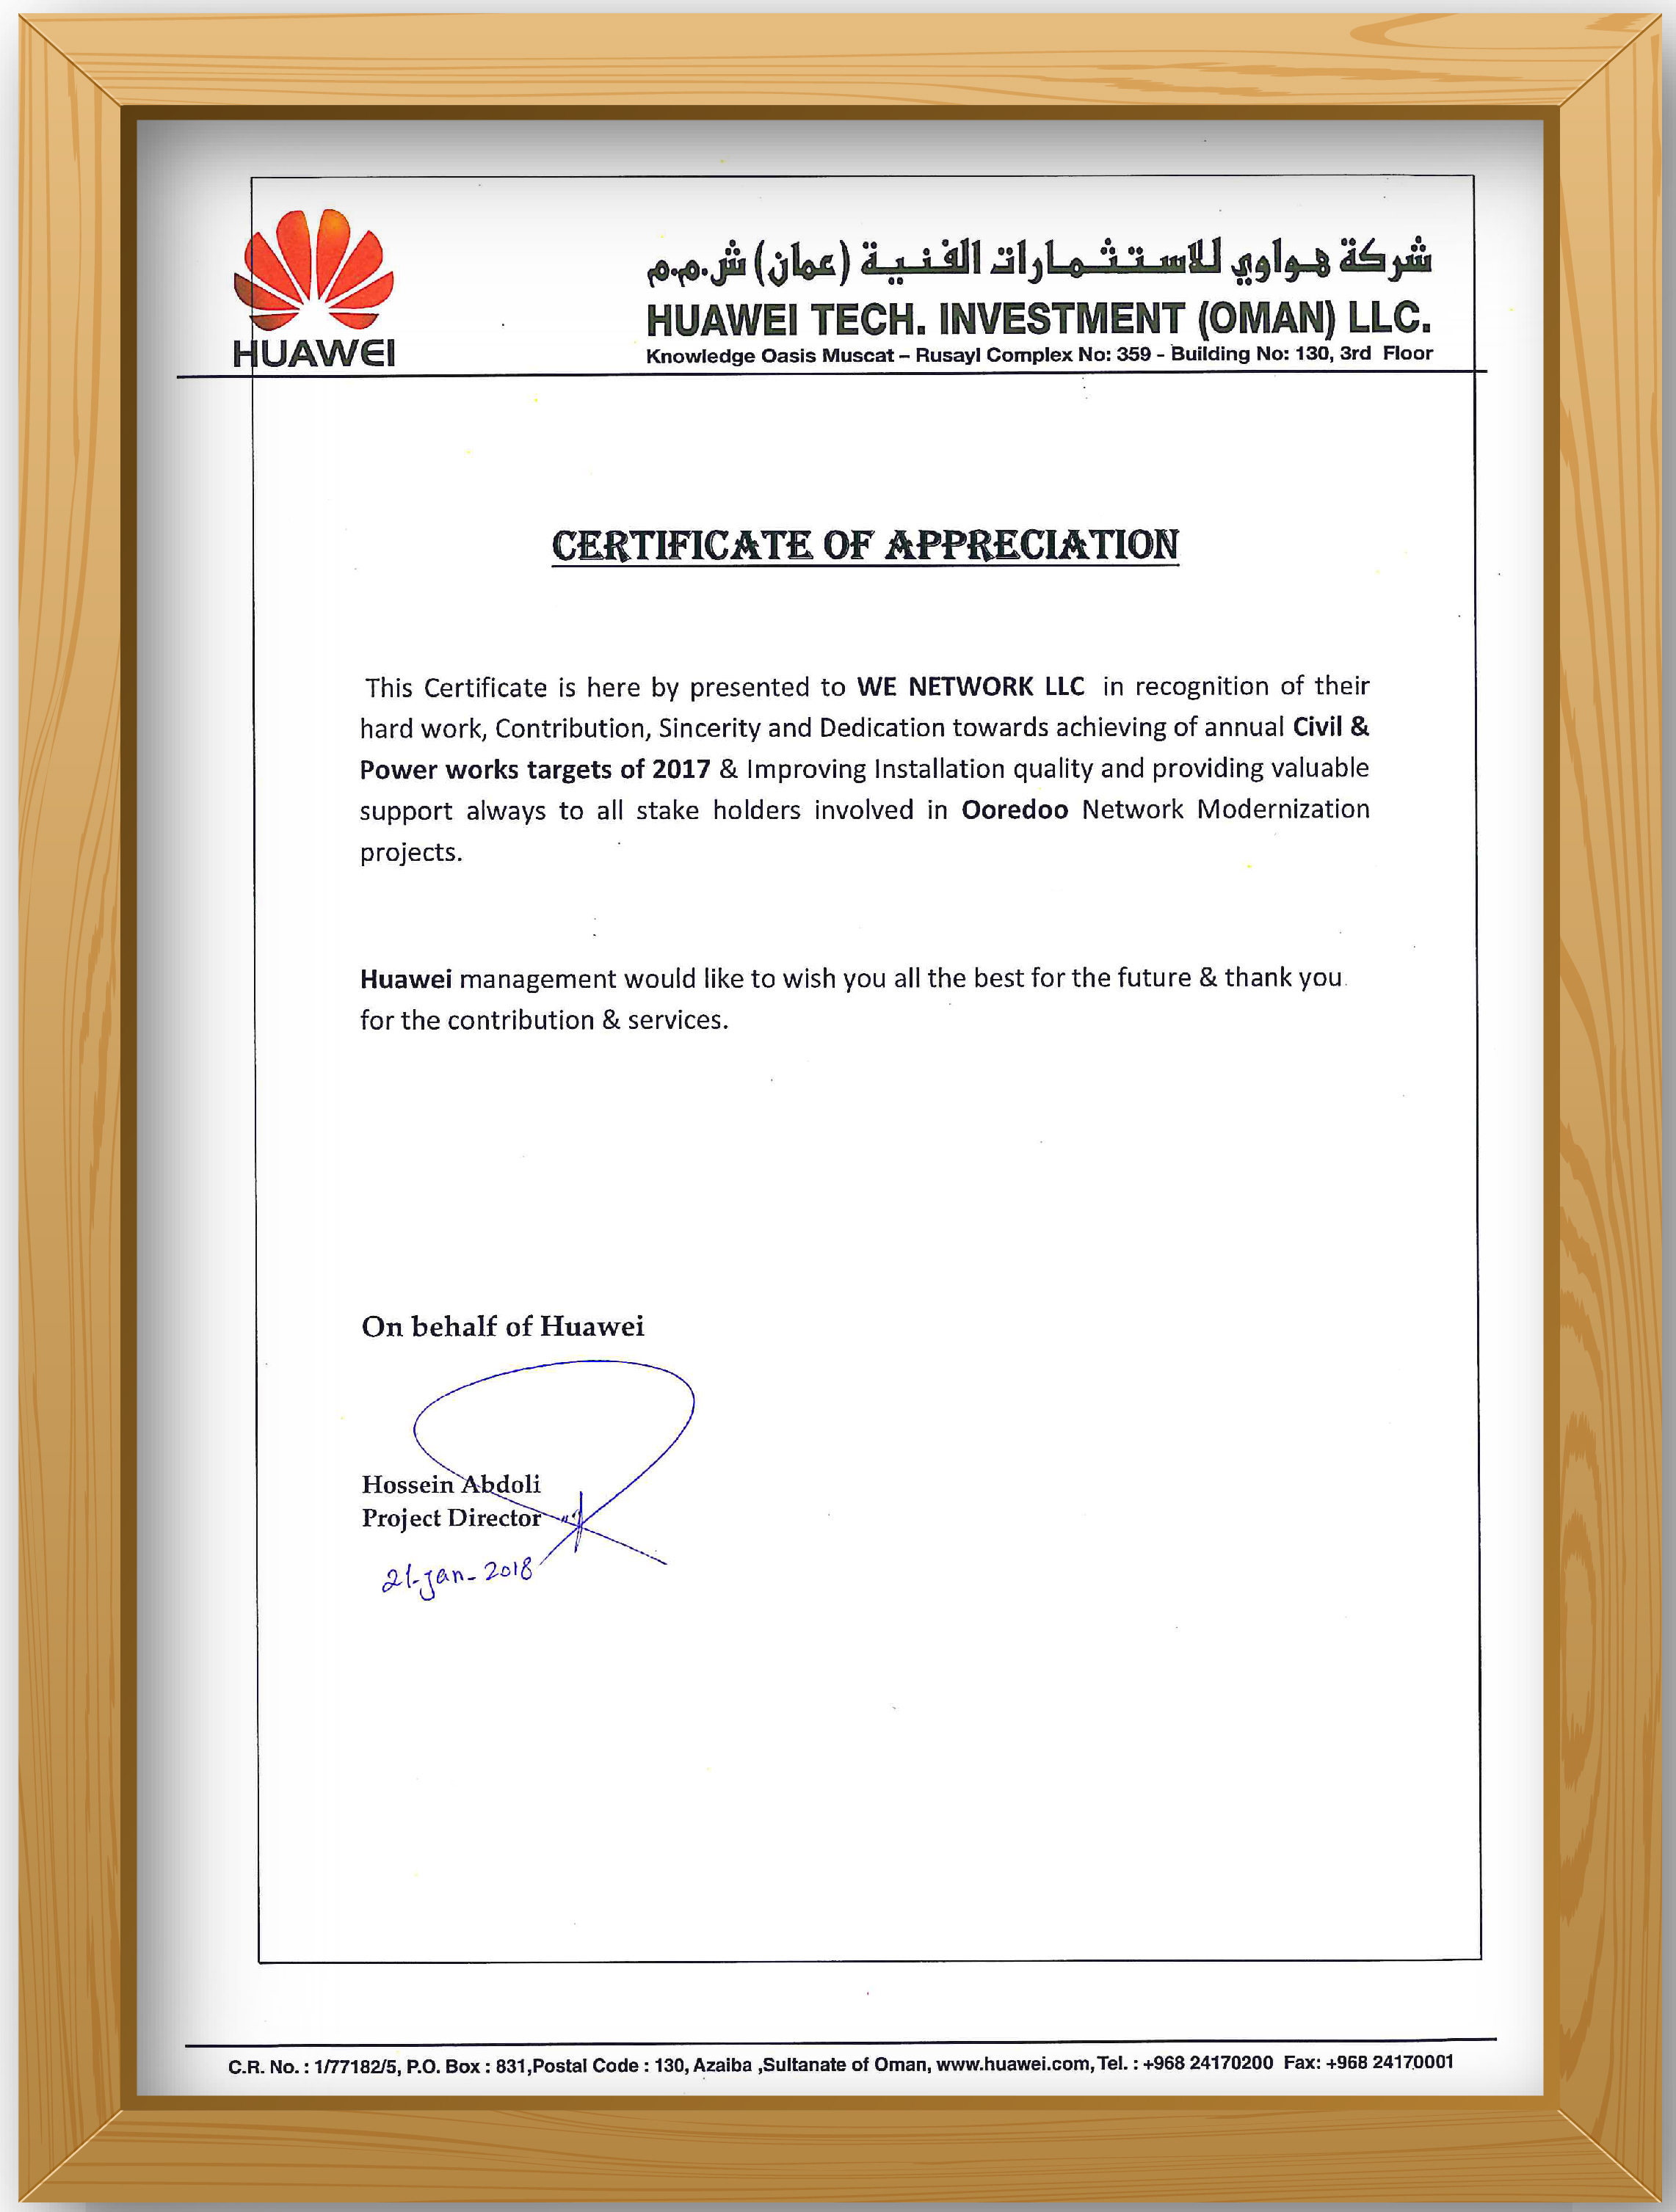 HUAWEI
شركة هواوي للاستثمارات الفنية (عمان) ش.م.م
HUAWEI TECH. INVESTMENT (OMAN) LLC.
Knowledge Oasis Muscat – Rusayl Complex No: 359 - Building No: 130, 3rd Floor
CERTIFICATE OF APPRECIATION
This Certificate is here by presented to WE NETWORK LLC in recognition of their
hard work, Contribution, Sincerity and Dedication towards achieving of annual Civil &
Power works targets of 2017 & Improving Installation quality and providing valuable
support always to all stake holders involved in Ooredoo Network Modernization
projects.
Huawei management would like to wish you all the best for the future & thank you
for the contribution & services.
On behalf of Huawei
Hossein Abdoli
Project Director
21-Jan-2018
C.R. No. : 1/77182/5, P.O. Box : 831,Postal Code : 130, Azaiba ,Sultanate of Oman, www.huawei.com, Tel. : +968 24170200 Fax: +968 24170001